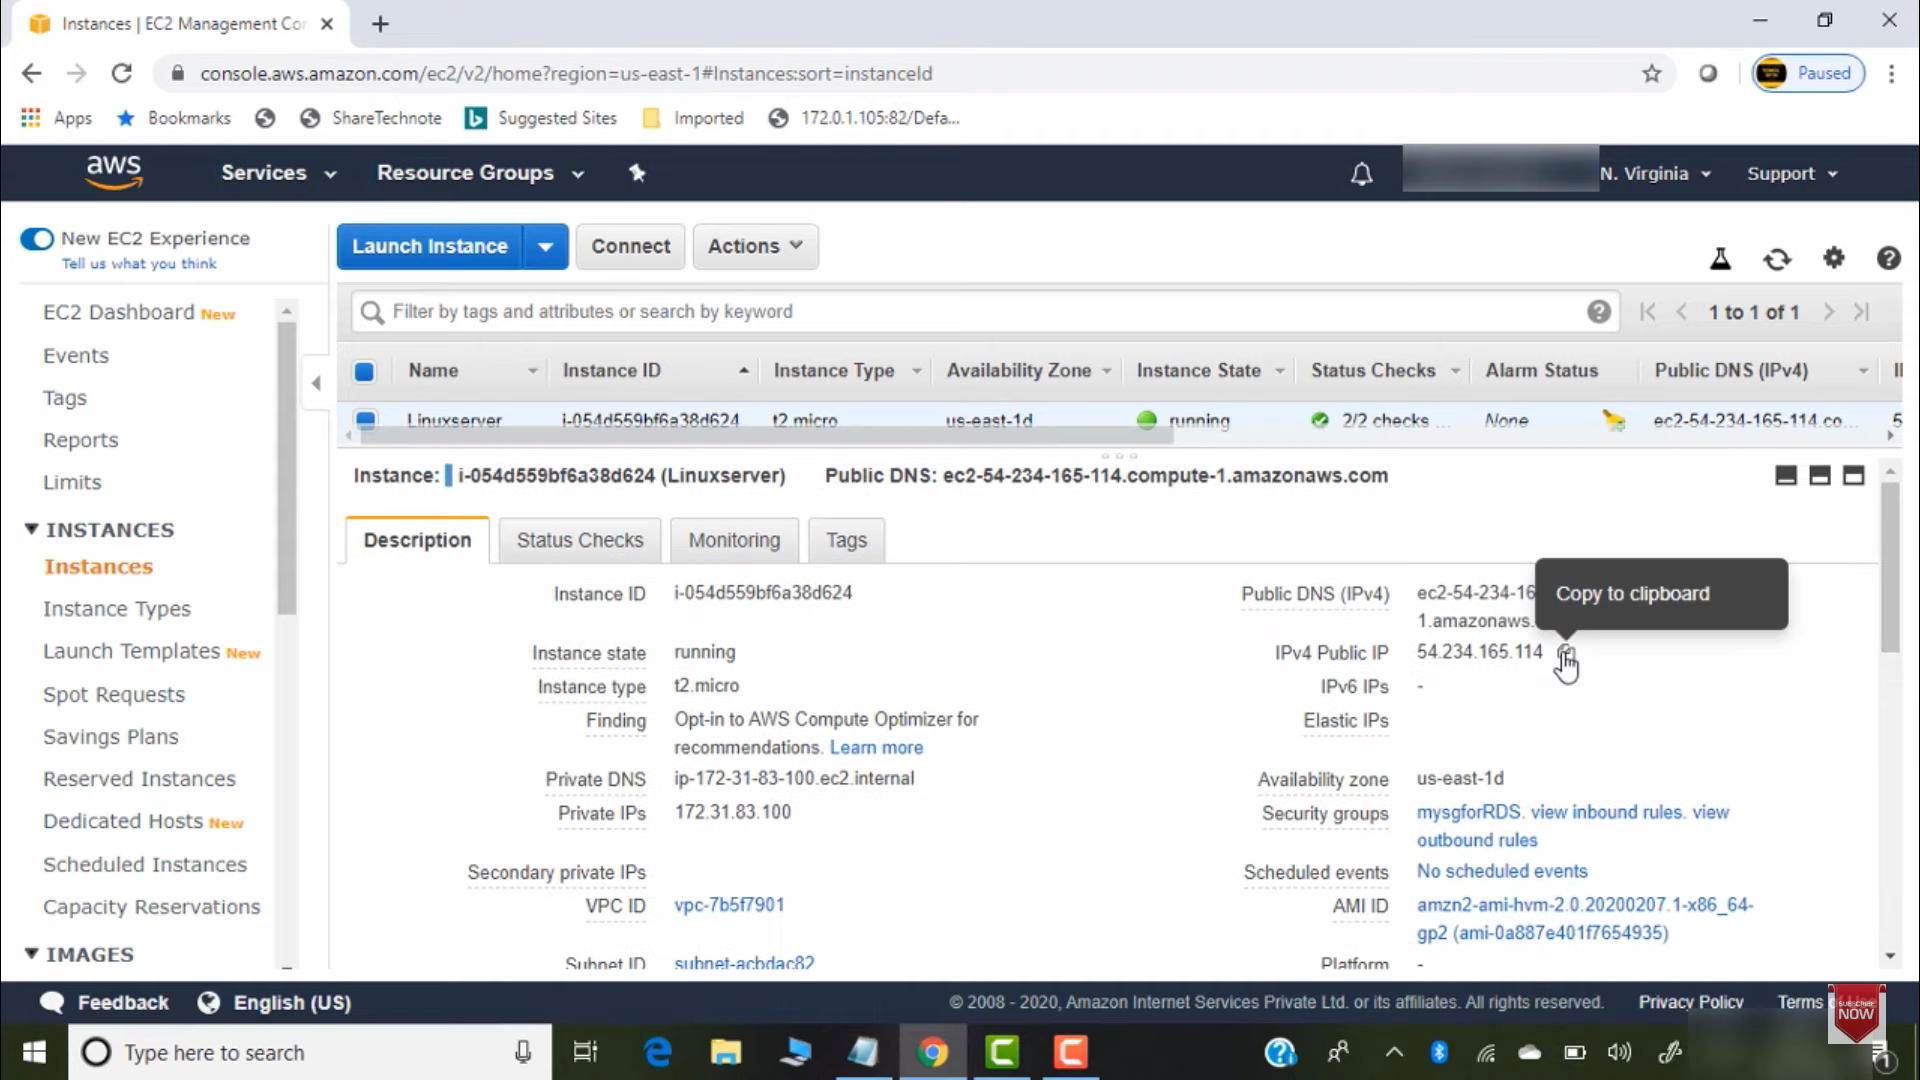 Instances | EC2 Management Cor
console.aws.amazon.com/ec2/v2/home?region=us-east-1#Instances:sort=instanceId
Paused
Apps Bookmarks ShareTechnote Suggested Sites Imported 172.0.1.105:82/Defa...
aws Services Resource Groups N. Virginia Support
New EC2 Experience
Tell us what you think
Launch Instance Connect Actions
EC2 Dashboard New
Events
Tags
Reports
Limits
INSTANCES
Instances
Instance Types
Launch Templates New
Spot Requests
Savings Plans
Reserved Instances
Dedicated Hosts New
Scheduled Instances
Capacity Reservations
IMAGES
Filter by tags and attributes or search by keyword
1 to 1 of 1
Name Instance ID Instance Type Availability Zone Instance State Status Checks Alarm Status Public DNS (IPv4)
Linuxserver i-054d559bf6a38d624 t2.micro us-east-1d running 2/2 checks ... None ec2-54-234-165-114.co...
Instance: i-054d559bf6a38d624 (Linuxserver) Public DNS: ec2-54-234-165-114.compute-1.amazonaws.com
Description Status Checks Monitoring Tags
Copy to clipboard
Instance ID i-054d559bf6a38d624
Instance state running
Instance type t2.micro
Finding Opt-in to AWS Compute Optimizer for
recommendations. Learn more
Private DNS ip-172-31-83-100.ec2.internal
Private IPs 172.31.83.100
Secondary private IPs
VPC ID vpc-7b5f7901
Subnet ID subnet-acbdac82
Public DNS (IPv4) ec2-54-234-16
1.amazonaws.
IPv4 Public IP 54.234.165.114
IPv6 IPs -
Elastic IPs
Availability zone us-east-1d
Security groups mysgforRDS. view inbound rules. view
outbound rules
Scheduled events No scheduled events
AMI ID amzn2-ami-hvm-2.0.20200207.1-x86_64-
gp2 (ami-0a887e401f7654935)
Platform -
Feedback English (US) © 2008 - 2020, Amazon Internet Services Private Ltd. or its affiliates. All rights reserved. Privacy Policy Terms
SUBSCRIBE
NOW
Type here to search
1